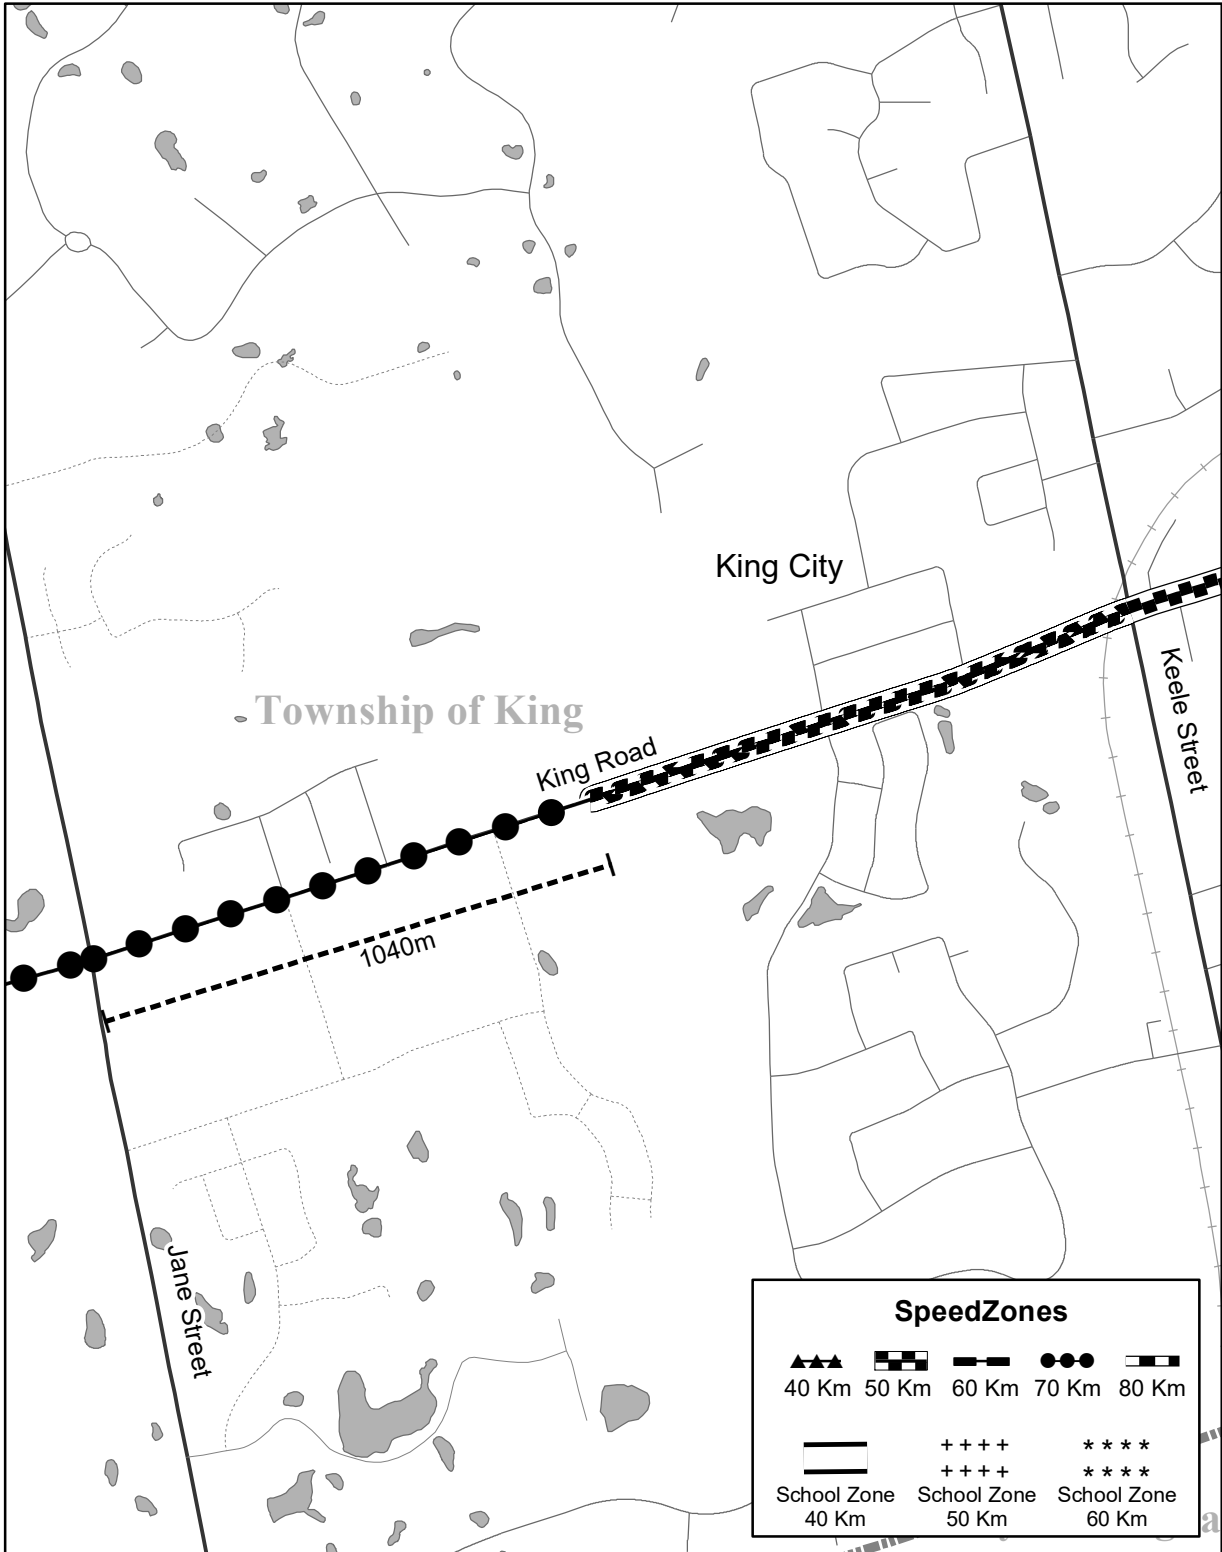 King City
Township of King
King Road
Keele Street
1040m
Jane Street
SpeedZones
40 Km
50 Km
60 Km
70 Km
80 Km
School Zone
40 Km
School Zone
50 Km
School Zone
60 Km